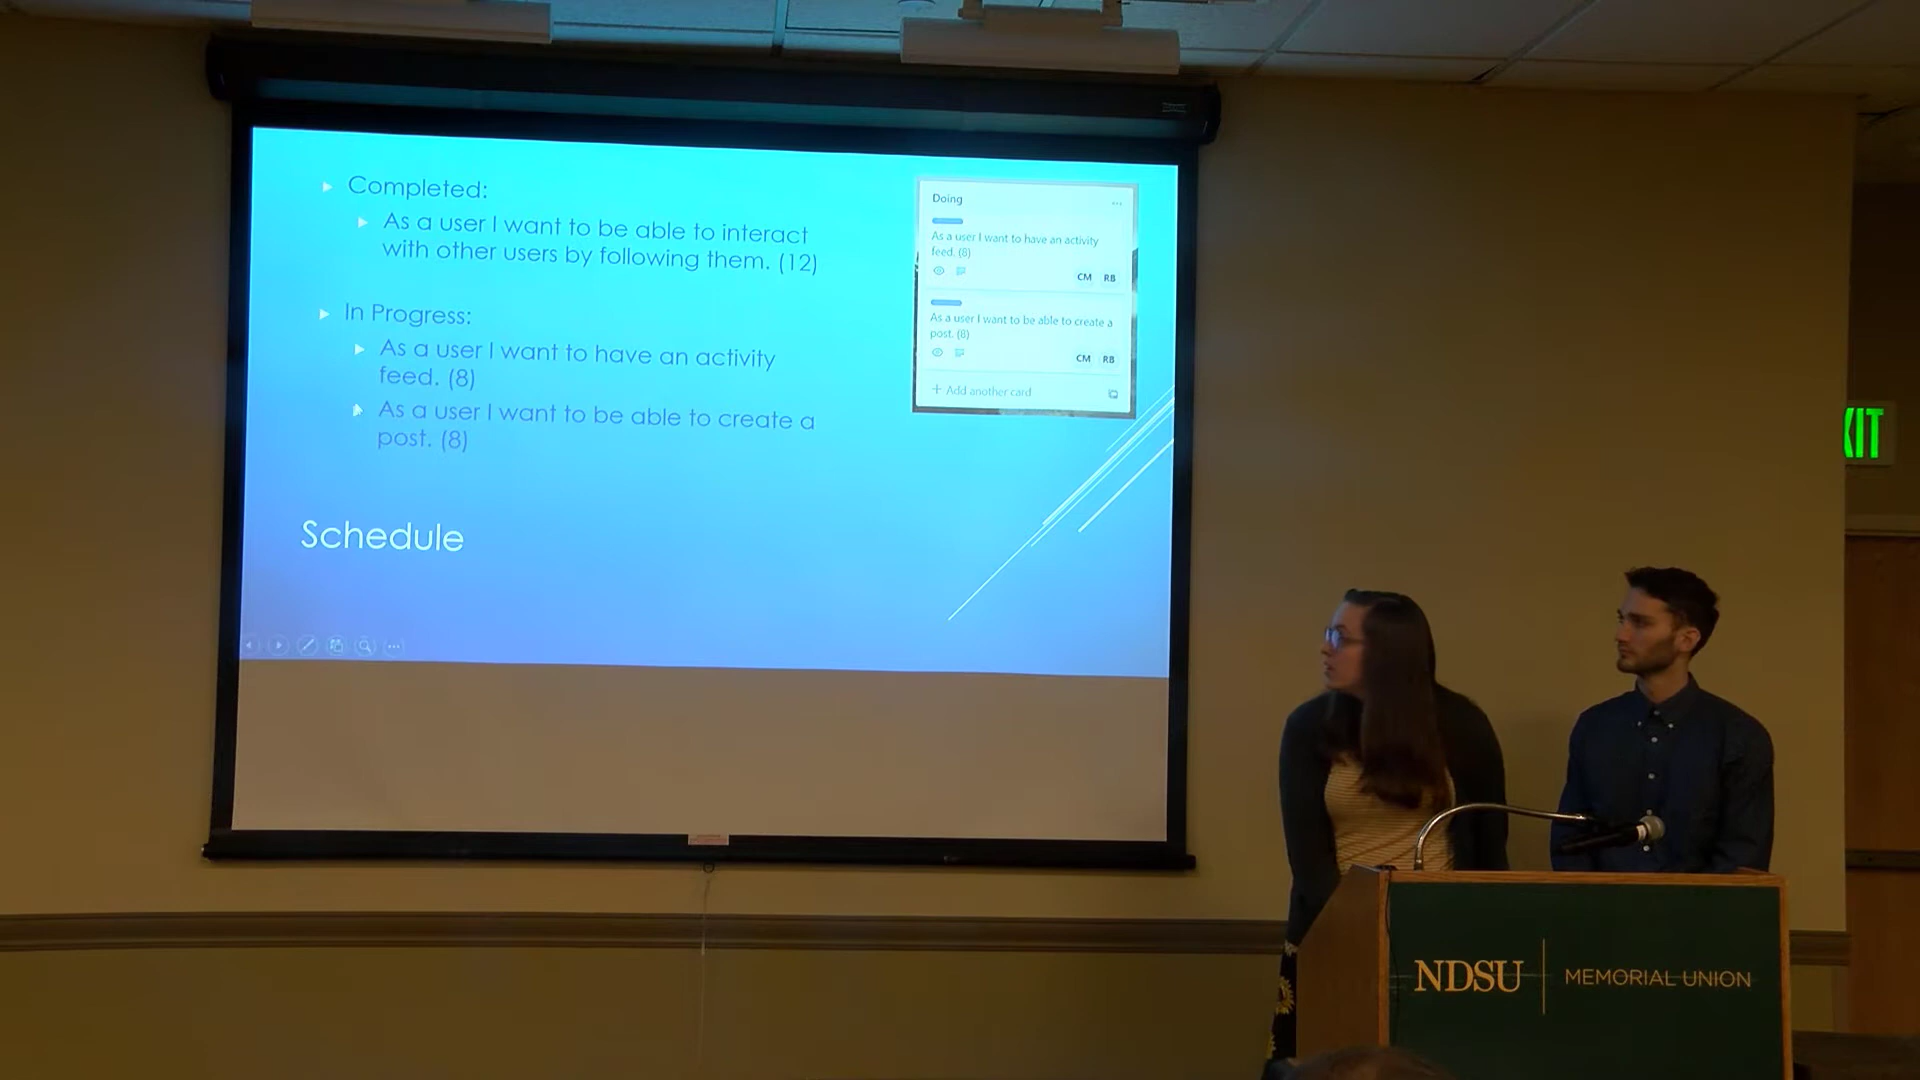 Completed:
As a user I want to be able to interact
with other users by following them. (12)
In Progress:
As a user I want to have an activity
feed. (8)
As a user I want to be able to create a
post. (8)
Schedule
Doing
As a user I want to have an activity
feed. (8)
CM RB
As a user I want to be able to create a
post. (8)
CM RB
+ Add another card
XIT
NDSU | MEMORIAL UNION